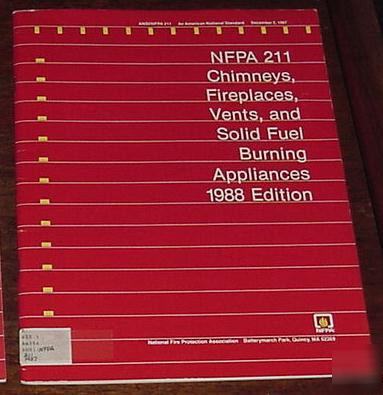 ANSI/NFPA 211 An American National Standard December 2, 1987
NFPA 211
Chimneys,
Fireplaces,
Vents, and
Solid Fuel
Burning
Appliances
1988 Edition
NFPA
National Fire Protection Association Batterymarch Park, Quincy, MA 02269